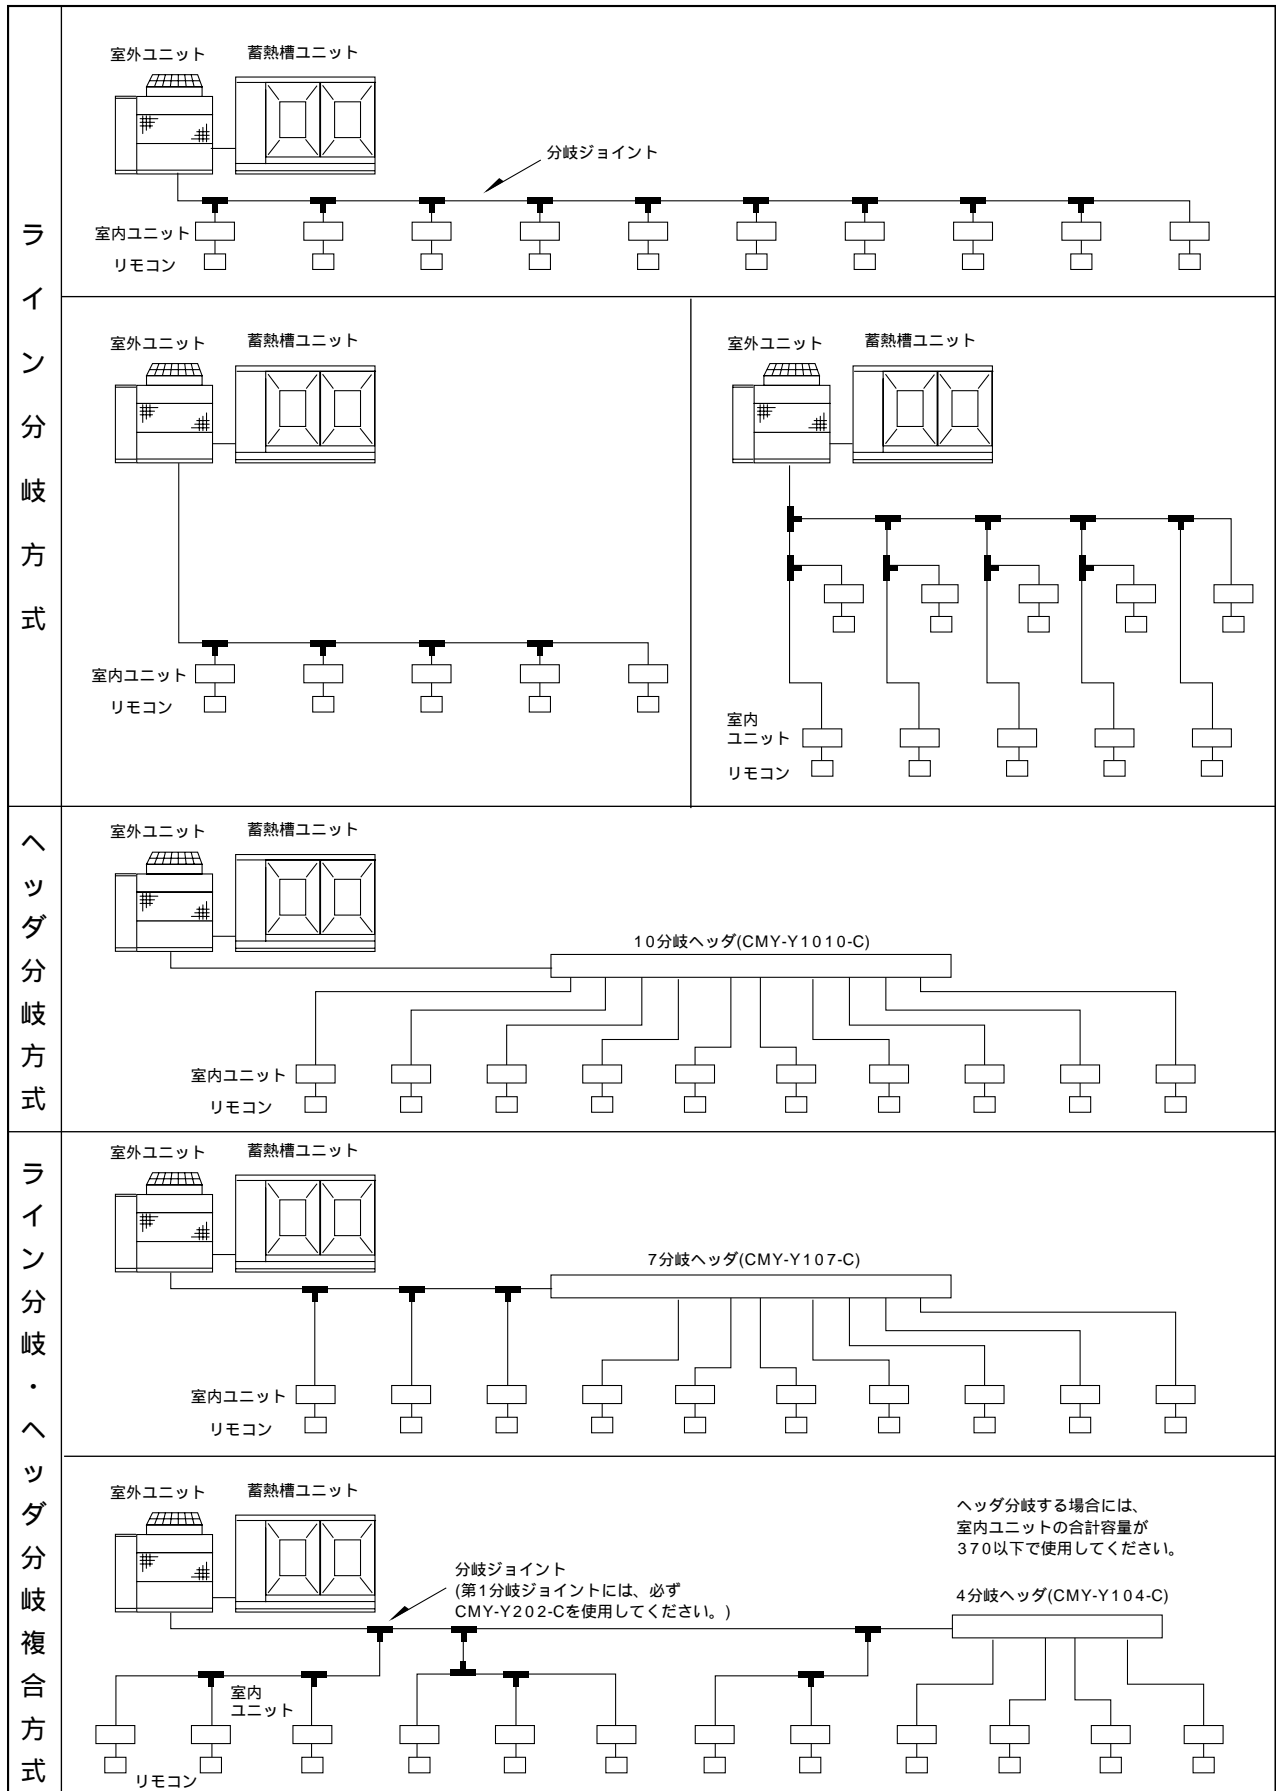 ライン分岐方式
室外ユニット
蓄熱槽ユニット
分岐ジョイント
室内ユニット
リモコン
室外ユニット
蓄熱槽ユニット
室内ユニット
リモコン
室外ユニット
蓄熱槽ユニット
室内
ユニット
リモコン
ヘッダ分岐方式
室外ユニット
蓄熱槽ユニット
10分岐ヘッダ(CMY-Y1010-C)
室内ユニット
リモコン
ライン分岐・ヘッダ分岐複合方式
室外ユニット
蓄熱槽ユニット
7分岐ヘッダ(CMY-Y107-C)
室内ユニット
リモコン
室外ユニット
蓄熱槽ユニット
分岐ジョイント
(第1分岐ジョイントには、必ず
CMY-Y202-Cを使用してください。)
ヘッダ分岐する場合には、
室内ユニットの合計容量が
370以下で使用してください。
4分岐ヘッダ(CMY-Y104-C)
室内
ユニット
リモコン